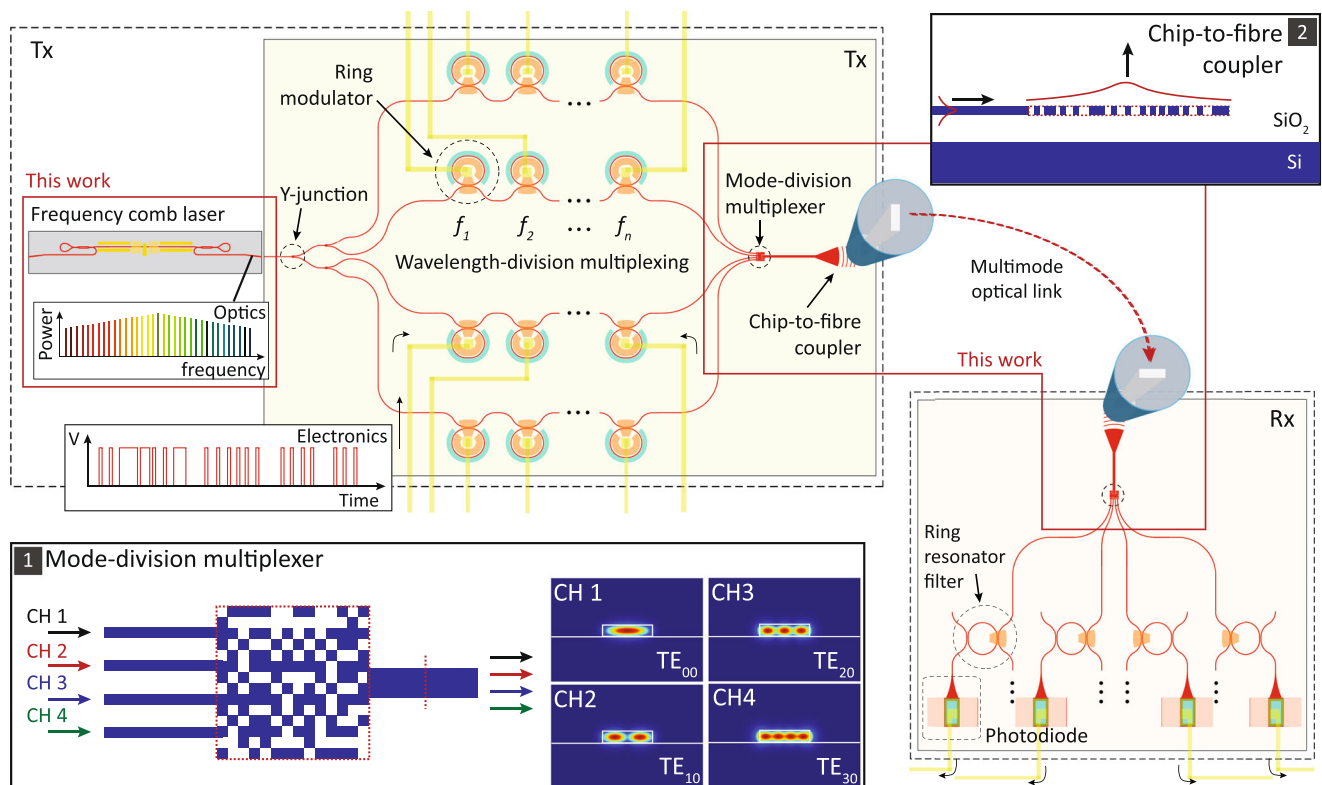 Tx
Tx
Ring
modulator
Chip-to-fibre 2
coupler
SiO2
Si
This work
Y-junction
Frequency comb laser
Optics
Power
frequency
f1 f2 ... fn
Wavelength-division multiplexing
Mode-division
multiplexer
Chip-to-fibre
coupler
Multimode
optical link
This work
V
Electronics
Time
Rx
Ring
resonator
filter
Photodiode
1 Mode-division multiplexer
CH 1
CH 2
CH 3
CH 4
CH 1
TE00
CH3
TE20
CH2
TE10
CH4
TE30